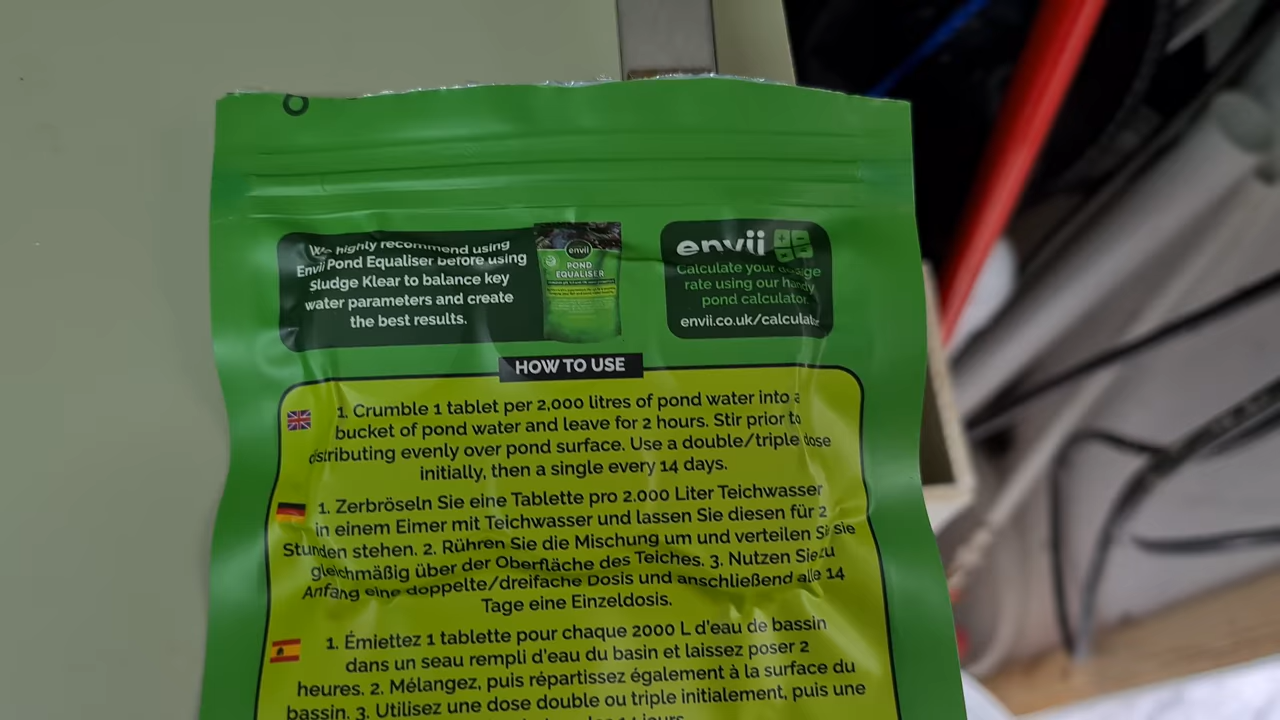 We highly recommend using
Envii Pond Equaliser before using
Sludge Klear to balance key
water parameters and create
the best results.
envii
POND
EQUALISER
envii
Calculate your dosage
rate using our handy
pond calculator.
envii.co.uk/calculat
HOW TO USE
1. Crumble 1 tablet per 2,000 litres of pond water into a
bucket of pond water and leave for 2 hours. Stir prior to
distributing evenly over pond surface. Use a double/triple dose
initially, then a single every 14 days.
1. Zerbröseln Sie eine Tablette pro 2.000 Liter Teichwasser
in einem Eimer mit Teichwasser und lassen Sie diesen für 2
Stunden stehen. 2. Rühren Sie die Mischung um und verteilen Sie sie
gleichmäßig über der Oberfläche des Teiches. 3. Nutzen Sie zu
Anfang eine doppelte/dreifache Dosis und anschließend alle 14
Tage eine Einzeldosis.
1. Émiettez 1 tablette pour chaque 2000 L d'eau de bassin
dans un seau rempli d'eau du basin et laissez poser 2
heures. 2. Mélangez, puis répartissez également à la surface du
bassin. 3. Utilisez une dose double ou triple initialement, puis une
14 jours.